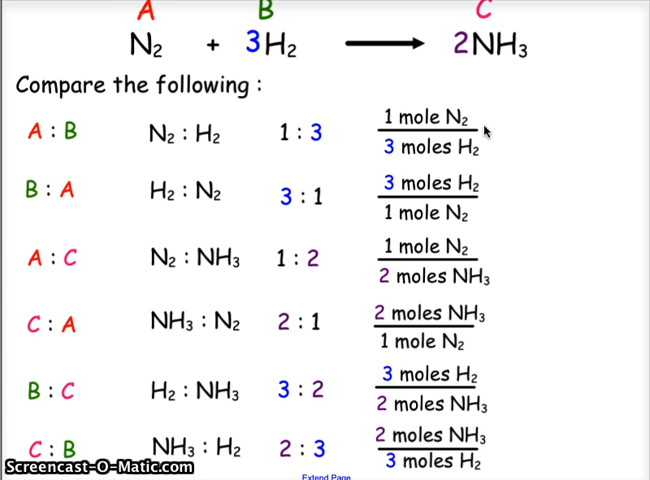 A B C
N₂ + 3H₂ → 2NH₃
Compare the following :
A : B N₂ : H₂ 1 : 3 1 mole N₂ / 3 moles H₂
B : A H₂ : N₂ 3 : 1 3 moles H₂ / 1 mole N₂
A : C N₂ : NH₃ 1 : 2 1 mole N₂ / 2 moles NH₃
C : A NH₃ : N₂ 2 : 1 2 moles NH₃ / 1 mole N₂
B : C H₂ : NH₃ 3 : 2 3 moles H₂ / 2 moles NH₃
C : B NH₃ : H₂ 2 : 3 2 moles NH₃ / 3 moles H₂
Screencast-O-Matic.com
Extend Page